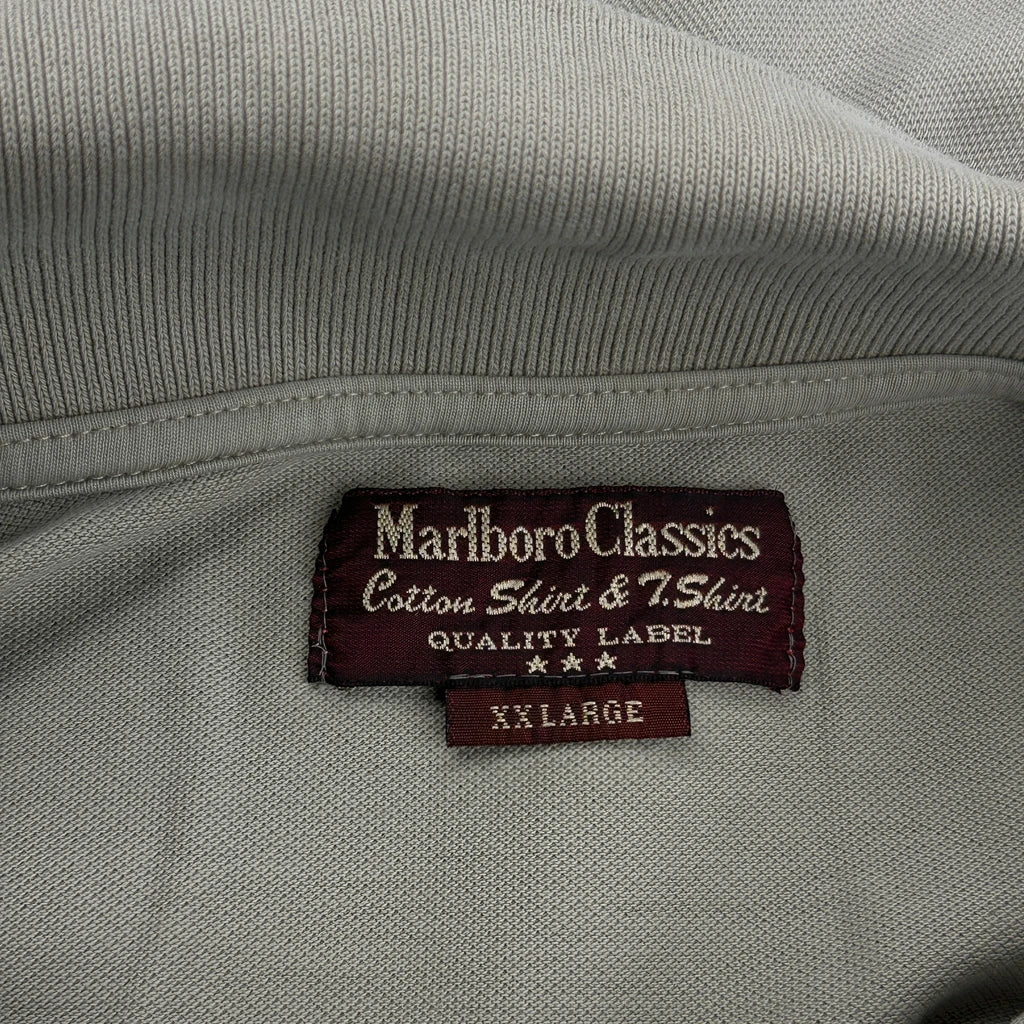 Marlboro Classics
Cotton Shirt & T.Shirt
QUALITY LABEL
XX LARGE